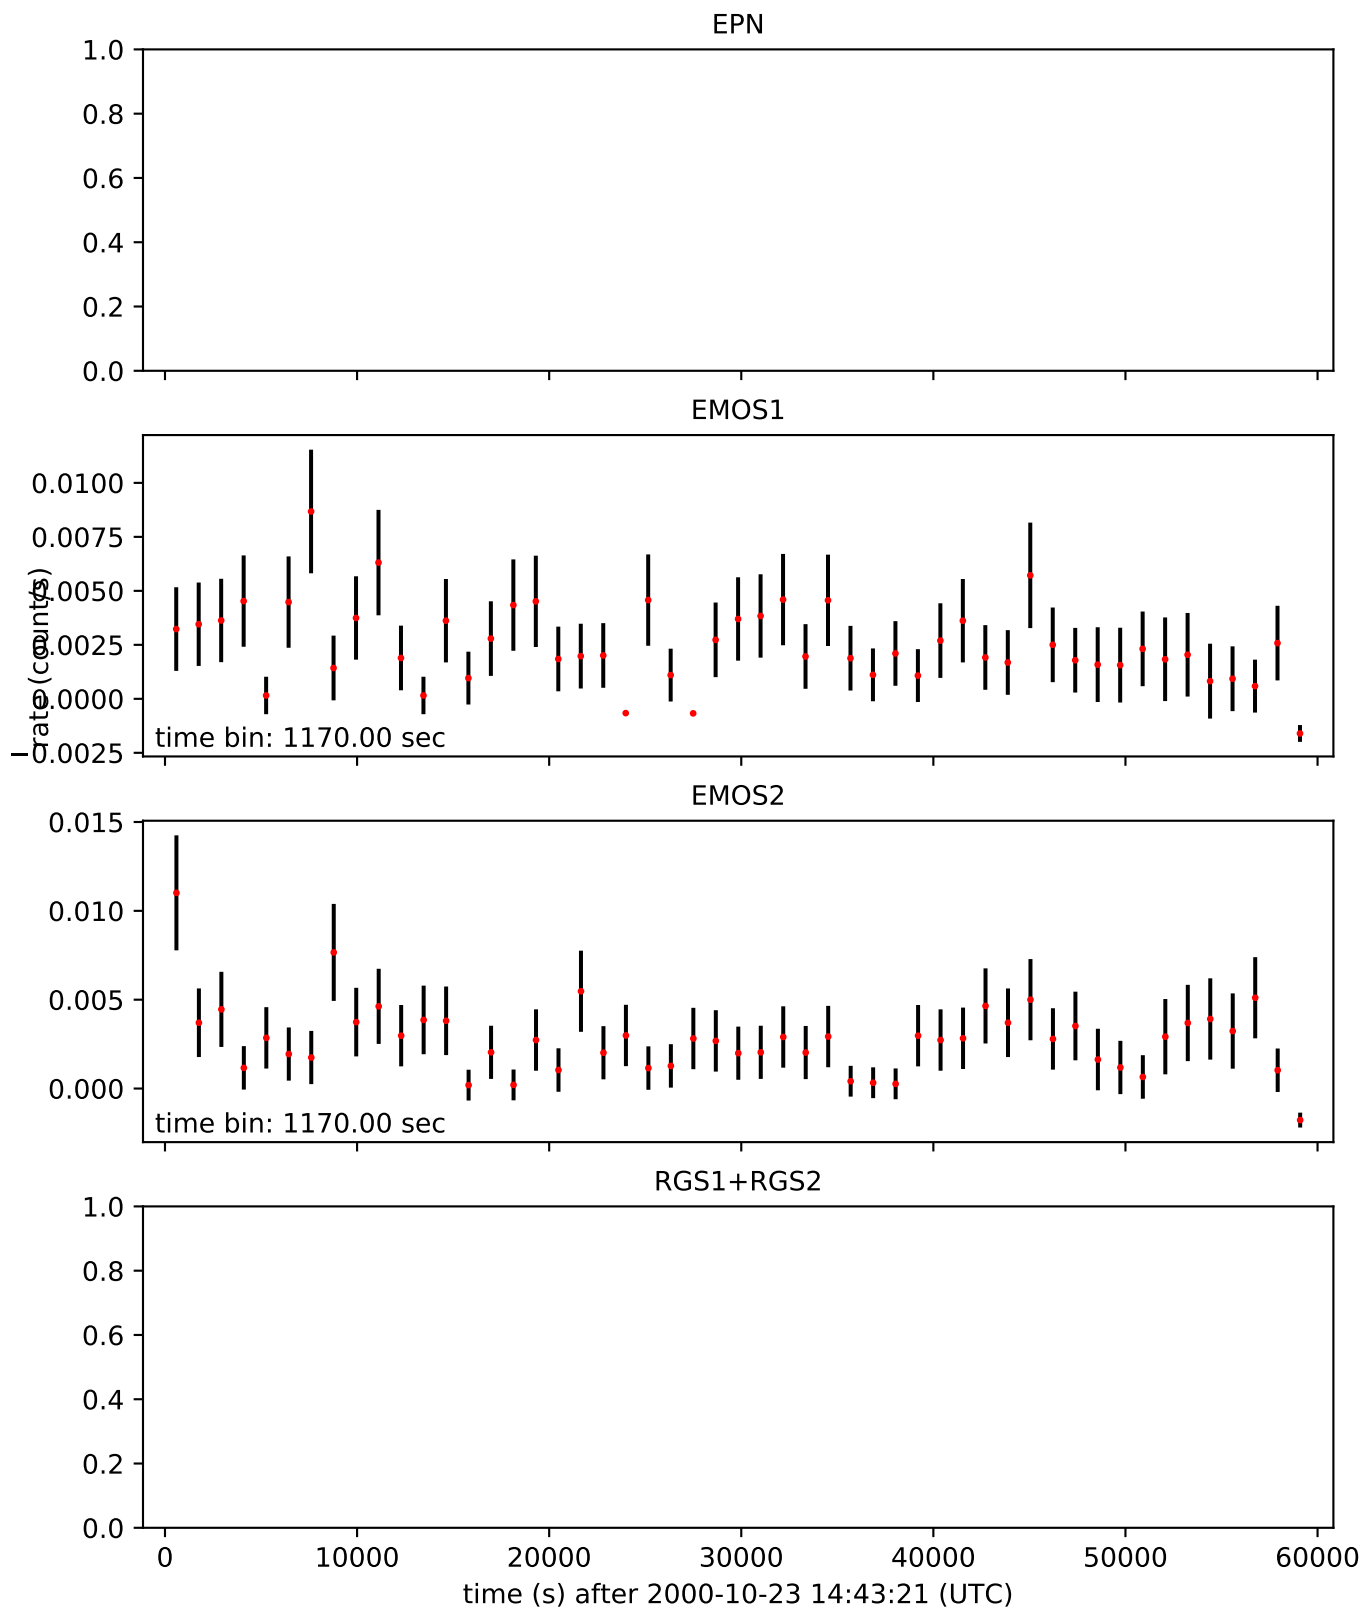 EPN
1.0
0.8
0.6
0.4
0.2
0.0
EMOS1
0.0100
0.0075
0.0050
0.0025
0.0000
−0.0025
rate (count/s)
time bin: 1170.00 sec
EMOS2
0.015
0.010
0.005
0.000
time bin: 1170.00 sec
RGS1+RGS2
1.0
0.8
0.6
0.4
0.2
0.0
0 10000 20000 30000 40000 50000 60000
time (s) after 2000-10-23 14:43:21 (UTC)